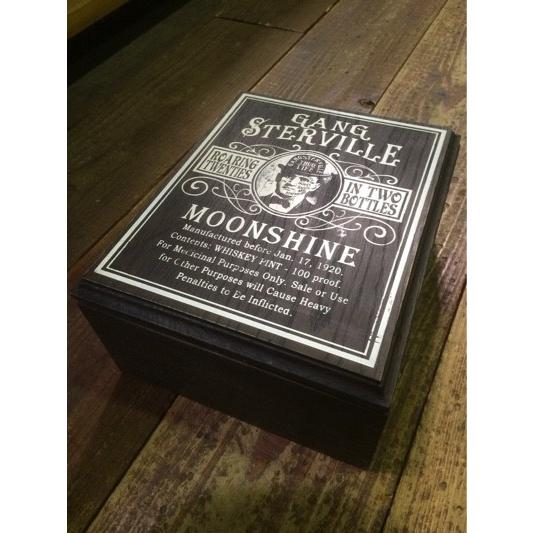 GANG
STERVILLE
ROARING
TWENTIES
IN TWO
BOTTLES
MOONSHINE
Manufactured before Jan. 17, 1920.
Contents: WHISKEY PINT - 100 proof.
For Medicinal Purposes Only. Sale or Use
for Other Purposes will Cause Heavy
Penalties to Be Inflicted.